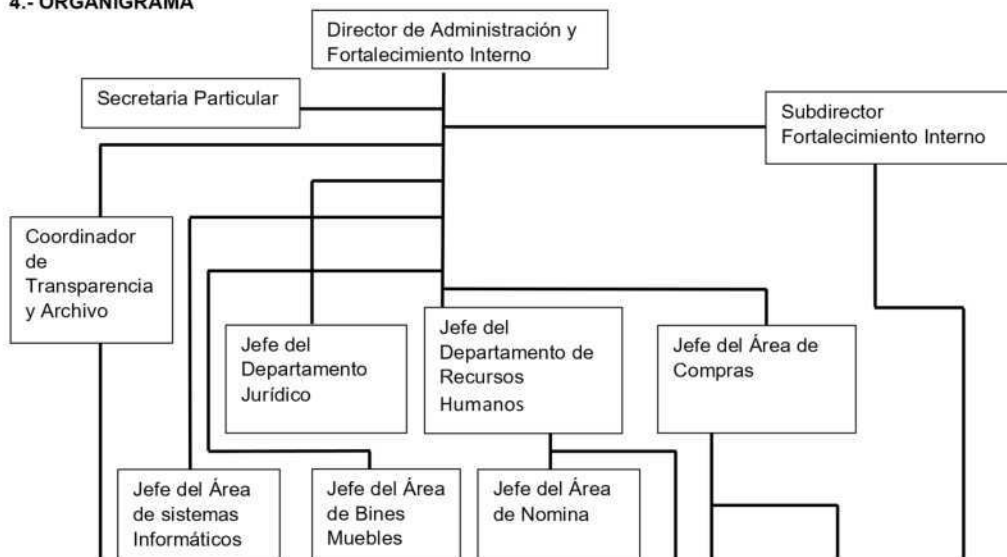 4.- ORGANIGRAMA
Director de Administración y
Fortalecimiento Interno
Secretaria Particular
Subdirector
Fortalecimiento Interno
Coordinador
de
Transparencia
y Archivo
Jefe del
Departamento
Jurídico
Jefe del
Departamento de
Recursos
Humanos
Jefe del Área de
Compras
Jefe del Área
de sistemas
Informáticos
Jefe del Área
de Bines
Muebles
Jefe del Área
de Nomina